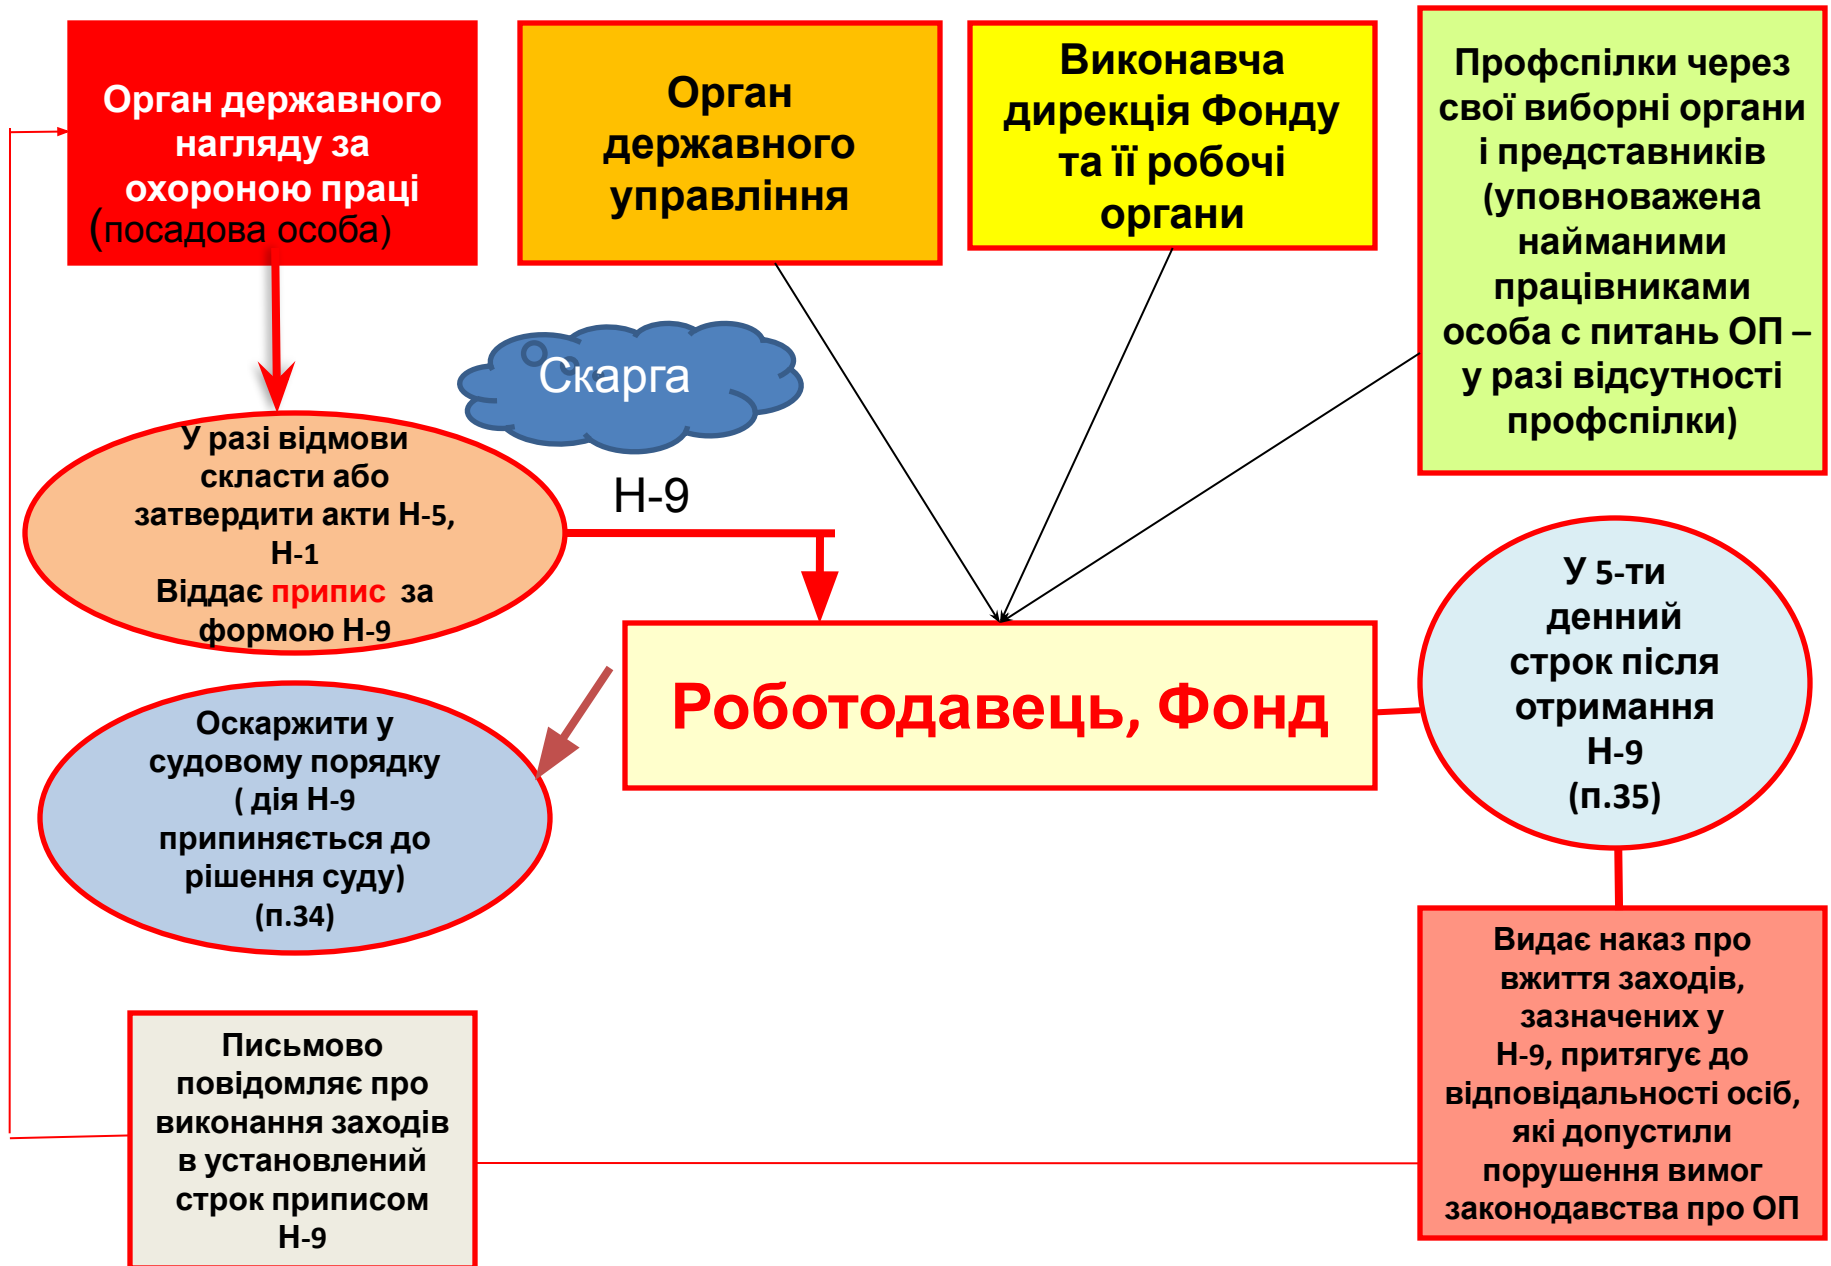 Орган державного
нагляду за
охороною праці
(посадова особа)
Орган
державного
управління
Виконавча
дирекція Фонду
та її робочі
органи
Профспілки через
свої виборні органи
і представників
(уповноважена
найманими
працівниками
особа с питань ОП –
у разі відсутності
профспілки)
Скарга
У разі відмови
скласти або
затвердити акти Н-5,
Н-1
Віддає припис за
формою Н-9
Н-9
Роботодавець, Фонд
У 5-ти
денний
строк після
отримання
Н-9
(п.35)
Оскаржити у
судовому порядку
( дія Н-9
припиняється до
рішення суду)
(п.34)
Видає наказ про
вжиття заходів,
зазначених у
Н-9, притягує до
відповідальності осіб,
які допустили
порушення вимог
законодавства про ОП
Письмово
повідомляє про
виконання заходів
в установлений
строк приписом
Н-9